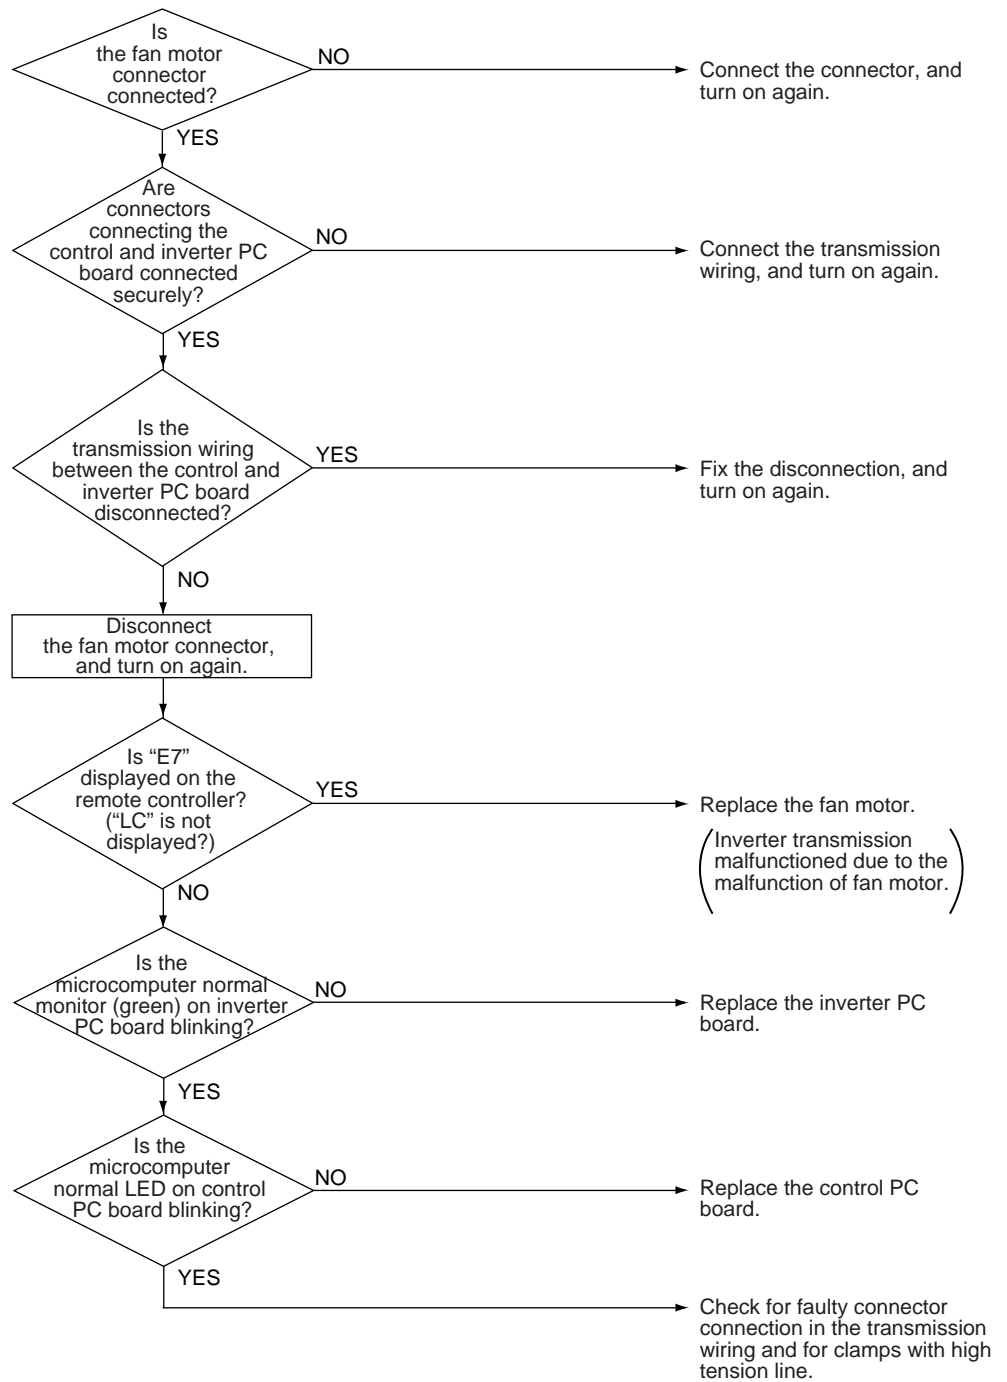 Is
the fan motor
connector
connected?
NO
Connect the connector, and
turn on again.
YES
Are
connectors
connecting the
control and inverter PC
board connected
securely?
NO
Connect the transmission
wiring, and turn on again.
YES
Is the
transmission wiring
between the control and
inverter PC board
disconnected?
YES
Fix the disconnection, and
turn on again.
NO
Disconnect
the fan motor connector,
and turn on again.
Is “E7”
displayed on the
remote controller?
(“LC” is not
displayed?)
YES
Replace the fan motor.
(Inverter transmission
malfunctioned due to the
malfunction of fan motor.)
NO
Is the
microcomputer normal
monitor (green) on inverter
PC board blinking?
NO
Replace the inverter PC
board.
YES
Is the
microcomputer
normal LED on control
PC board blinking?
NO
Replace the control PC
board.
YES
Check for faulty connector
connection in the transmission
wiring and for clamps with high
tension line.